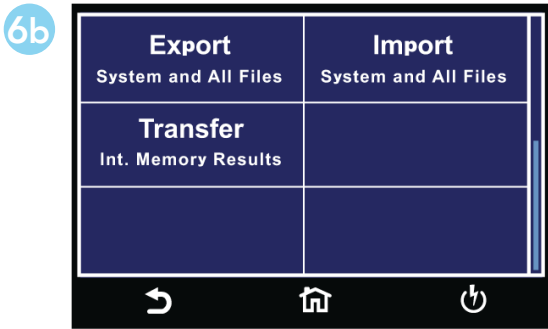 6b
Export
System and All Files
Import
System and All Files
Transfer
Int. Memory Results